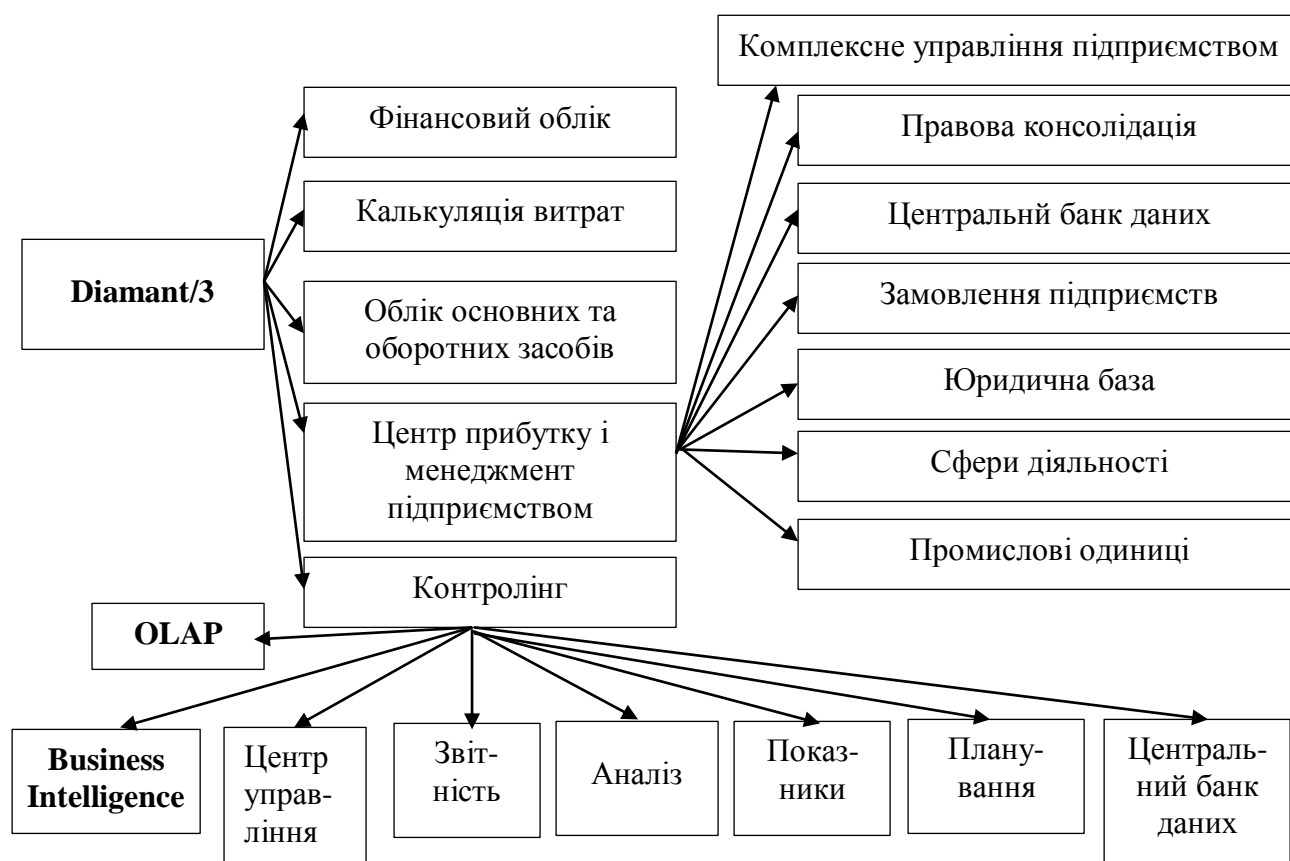 Комплексне управління підприємством
Фінансовий облік
Правова консолідація
Калькуляція витрат
Центральнй банк даних
Diamant/3
Облік основних та
оборотних засобів
Замовлення підприємств
Юридична база
Центр прибутку і
менеджмент
підприємством
Сфери діяльності
Промислові одиниці
Контролінг
OLAP
Business
Intelligence
Центр
управ-
ління
Звіт-
ність
Аналіз
Показ-
ники
Плану-
вання
Централь-
ний банк
даних